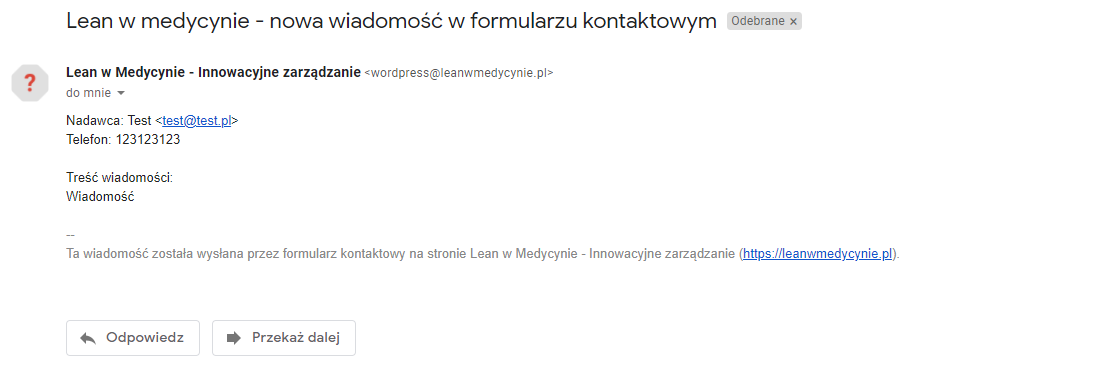 Lean w medycynie - nowa wiadomość w formularzu kontaktowym Odebrane ×
?
Lean w Medycynie - Innowacyjne zarządzanie <wordpress@leanwmedycynie.pl>
do mnie
Nadawca: Test <test@test.pl>
Telefon: 123123123
Treść wiadomości:
Wiadomość
--
Ta wiadomość została wysłana przez formularz kontaktowy na stronie Lean w Medycynie - Innowacyjne zarządzanie (https://leanwmedycynie.pl).
Odpowiedz Przekaż dalej